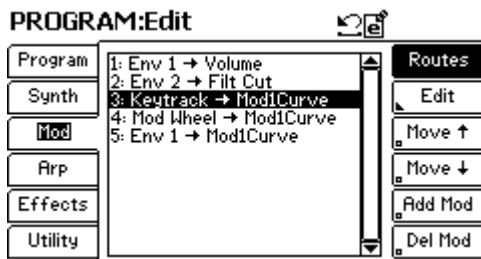 PROGRAM:Edit
Program
Synth
Mod
Arp
Effects
Utility
1: Env 1 → Volume
2: Env 2 → Filt Cut
3: Keytrack → Mod1Curve
4: Mod Wheel → Mod1Curve
5: Env 1 → Mod1Curve
Routes
Edit
Move ↑
Move ↓
Add Mod
Del Mod